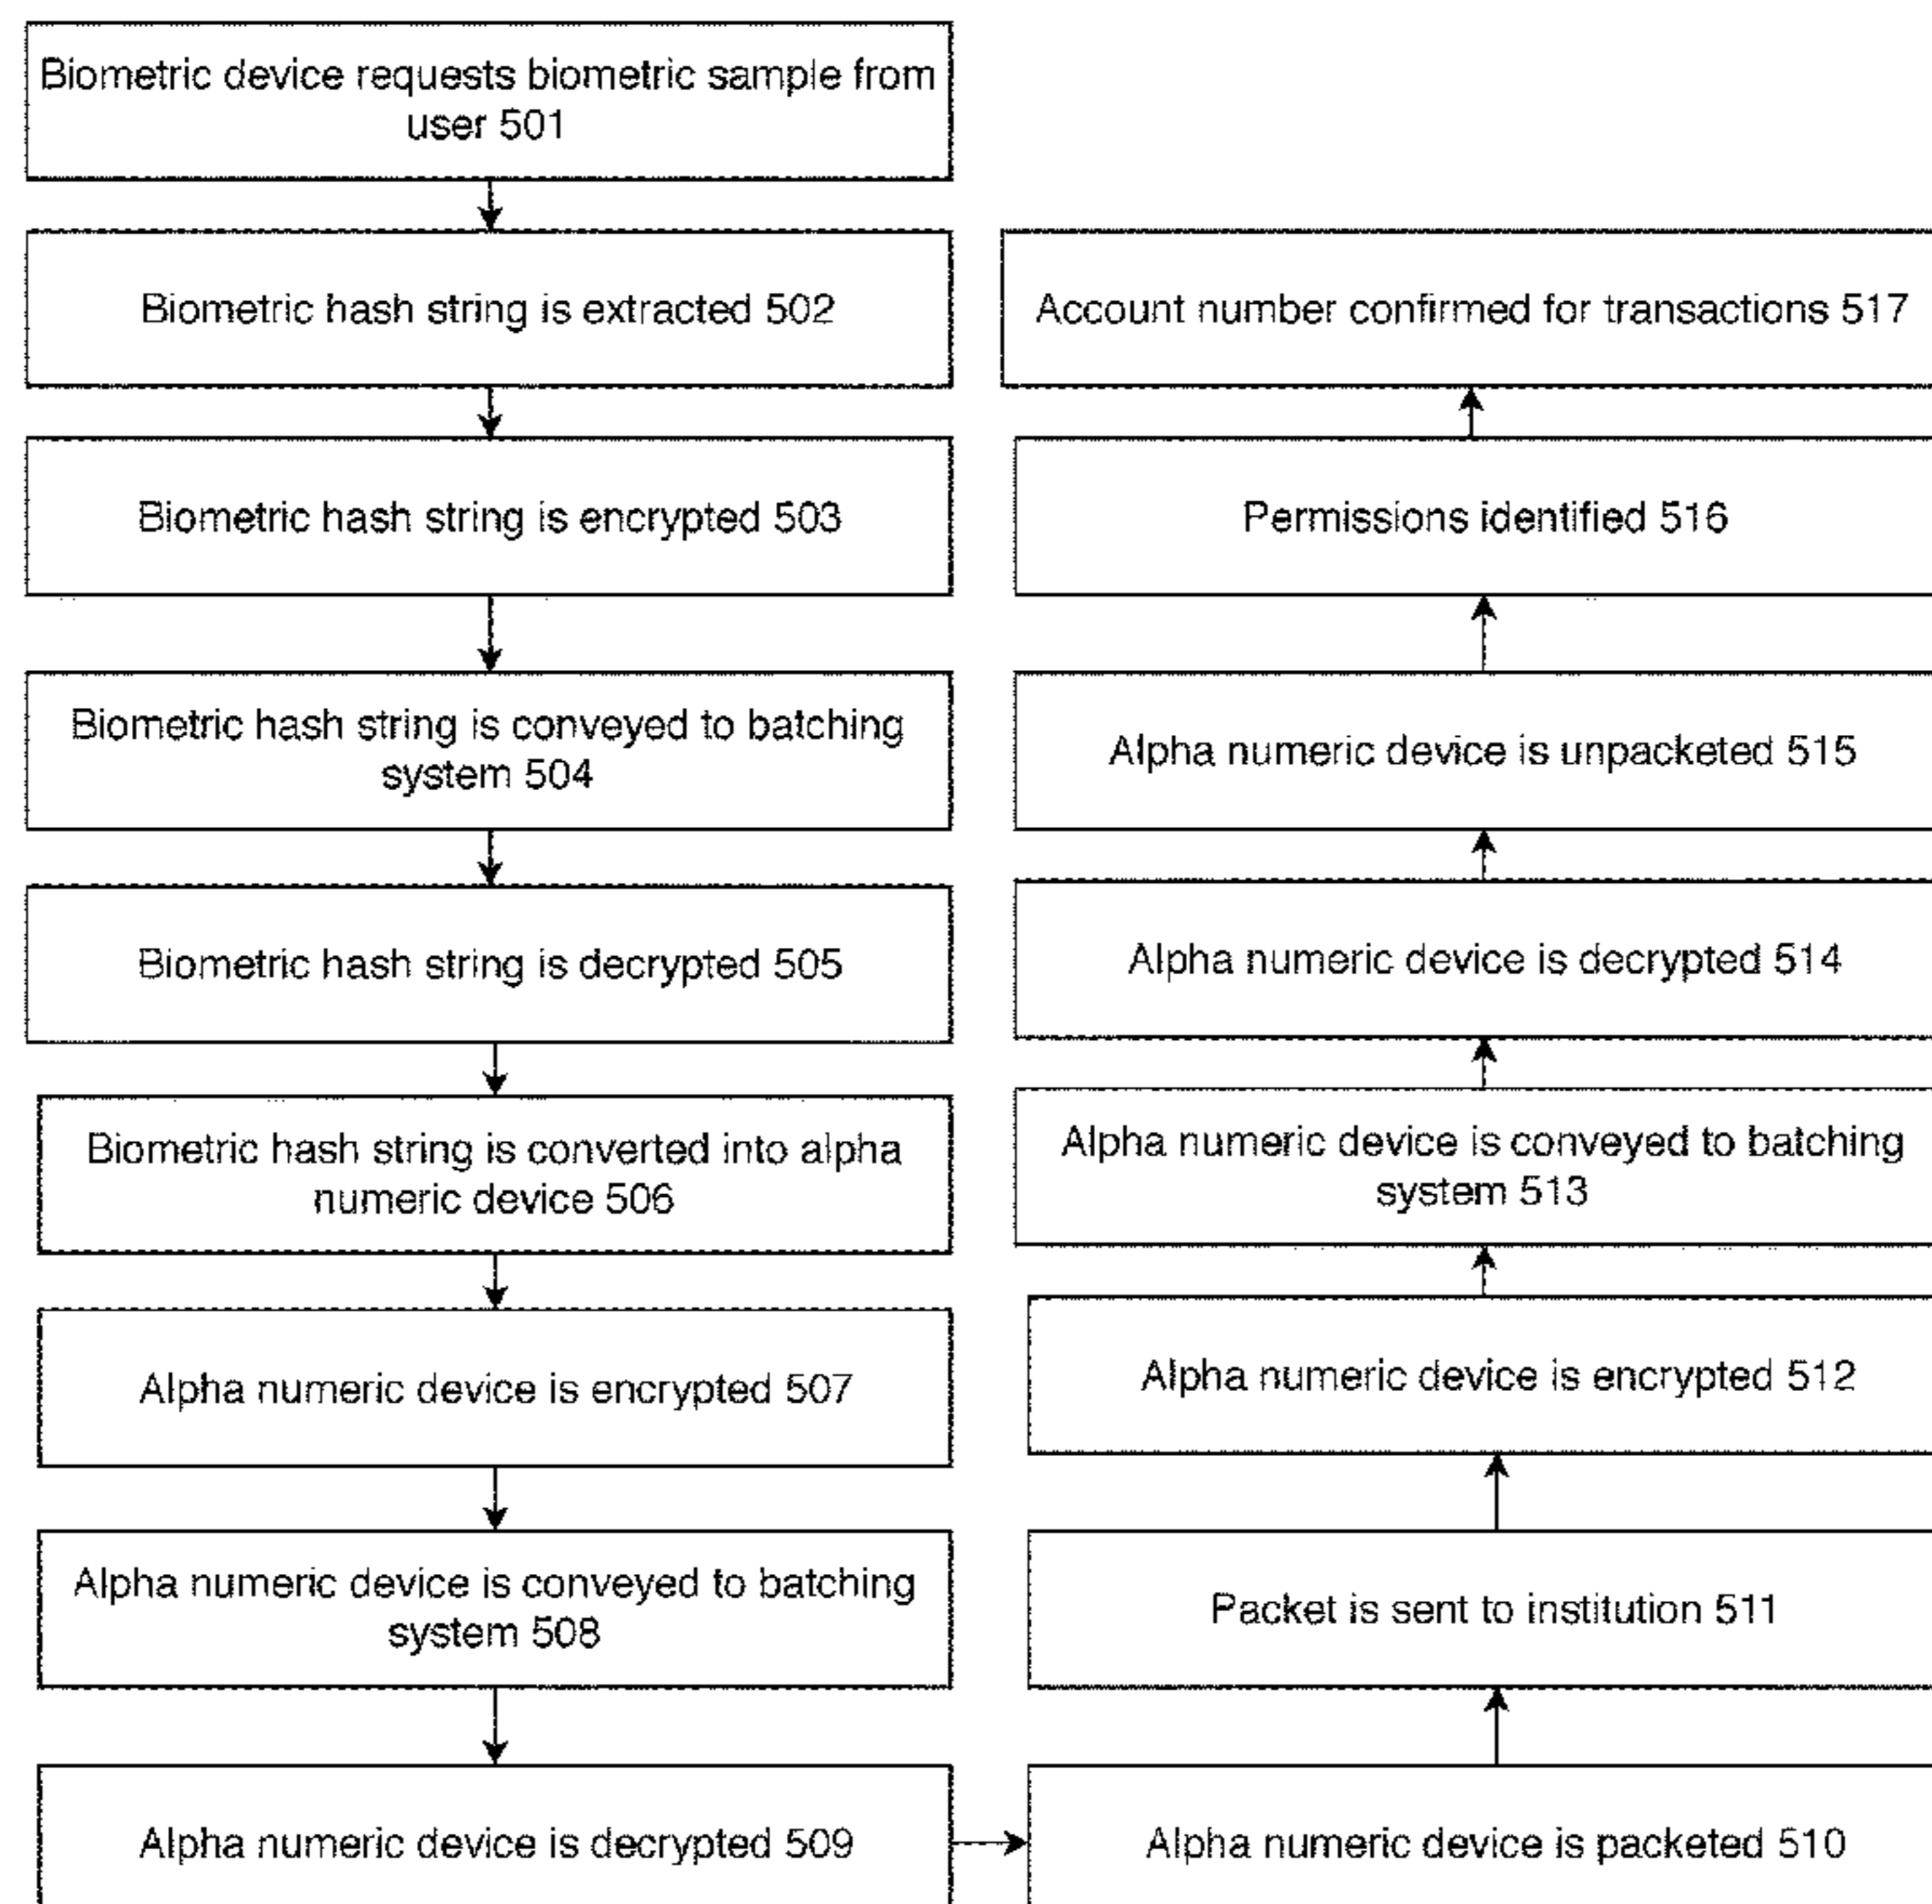 Biometric device requests biometric sample from
user 501
Biometric hash string is extracted 502
Biometric hash string is encrypted 503
Biometric hash string is conveyed to batching
system 504
Biometric hash string is decrypted 505
Biometric hash string is converted into alpha
numeric device 506
Alpha numeric device is encrypted 507
Alpha numeric device is conveyed to batching
system 508
Alpha numeric device is decrypted 509
Alpha numeric device is packeted 510
Packet is sent to institution 511
Alpha numeric device is encrypted 512
Alpha numeric device is conveyed to batching
system 513
Alpha numeric device is decrypted 514
Alpha numeric device is unpacketed 515
Permissions identified 516
Account number confirmed for transactions 517